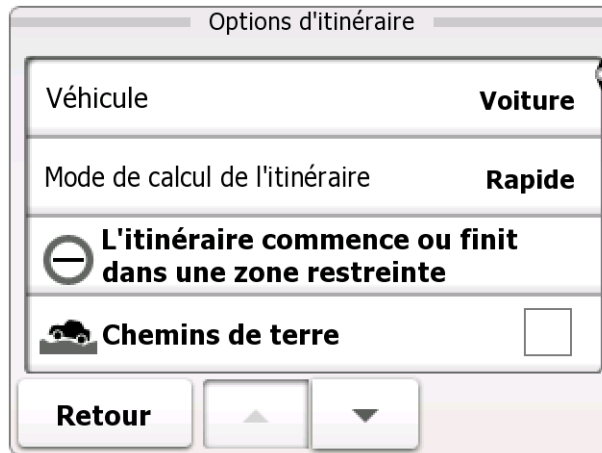 Options d'itinéraire
Véhicule Voiture
Mode de calcul de l'itinéraire Rapide
L'itinéraire commence ou finit
dans une zone restreinte
Chemins de terre
Retour